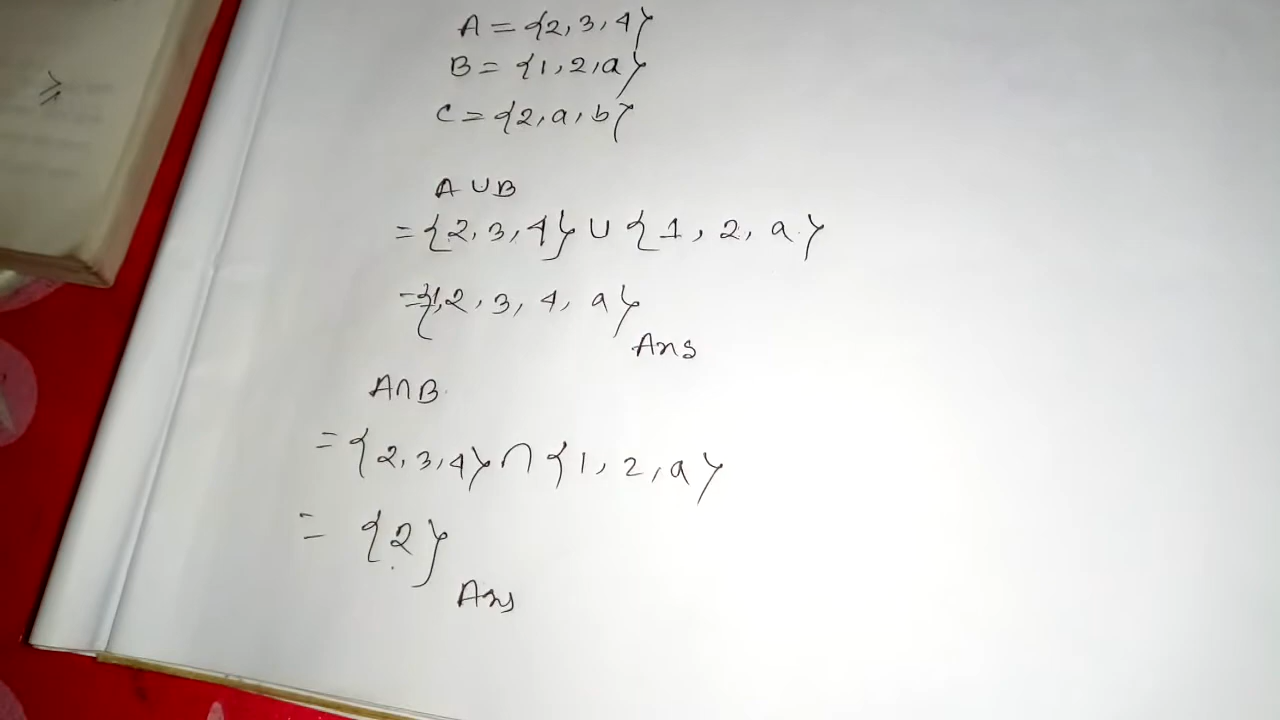 A = {2, 3, 4}
B = {1, 2, a}
C = {2, a, b}
A ∪ B
= {2, 3, 4} ∪ {1, 2, a}
= {1, 2, 3, 4, a}
Ans
A ∩ B
= {2, 3, 4} ∩ {1, 2, a}
= {2}
Ans